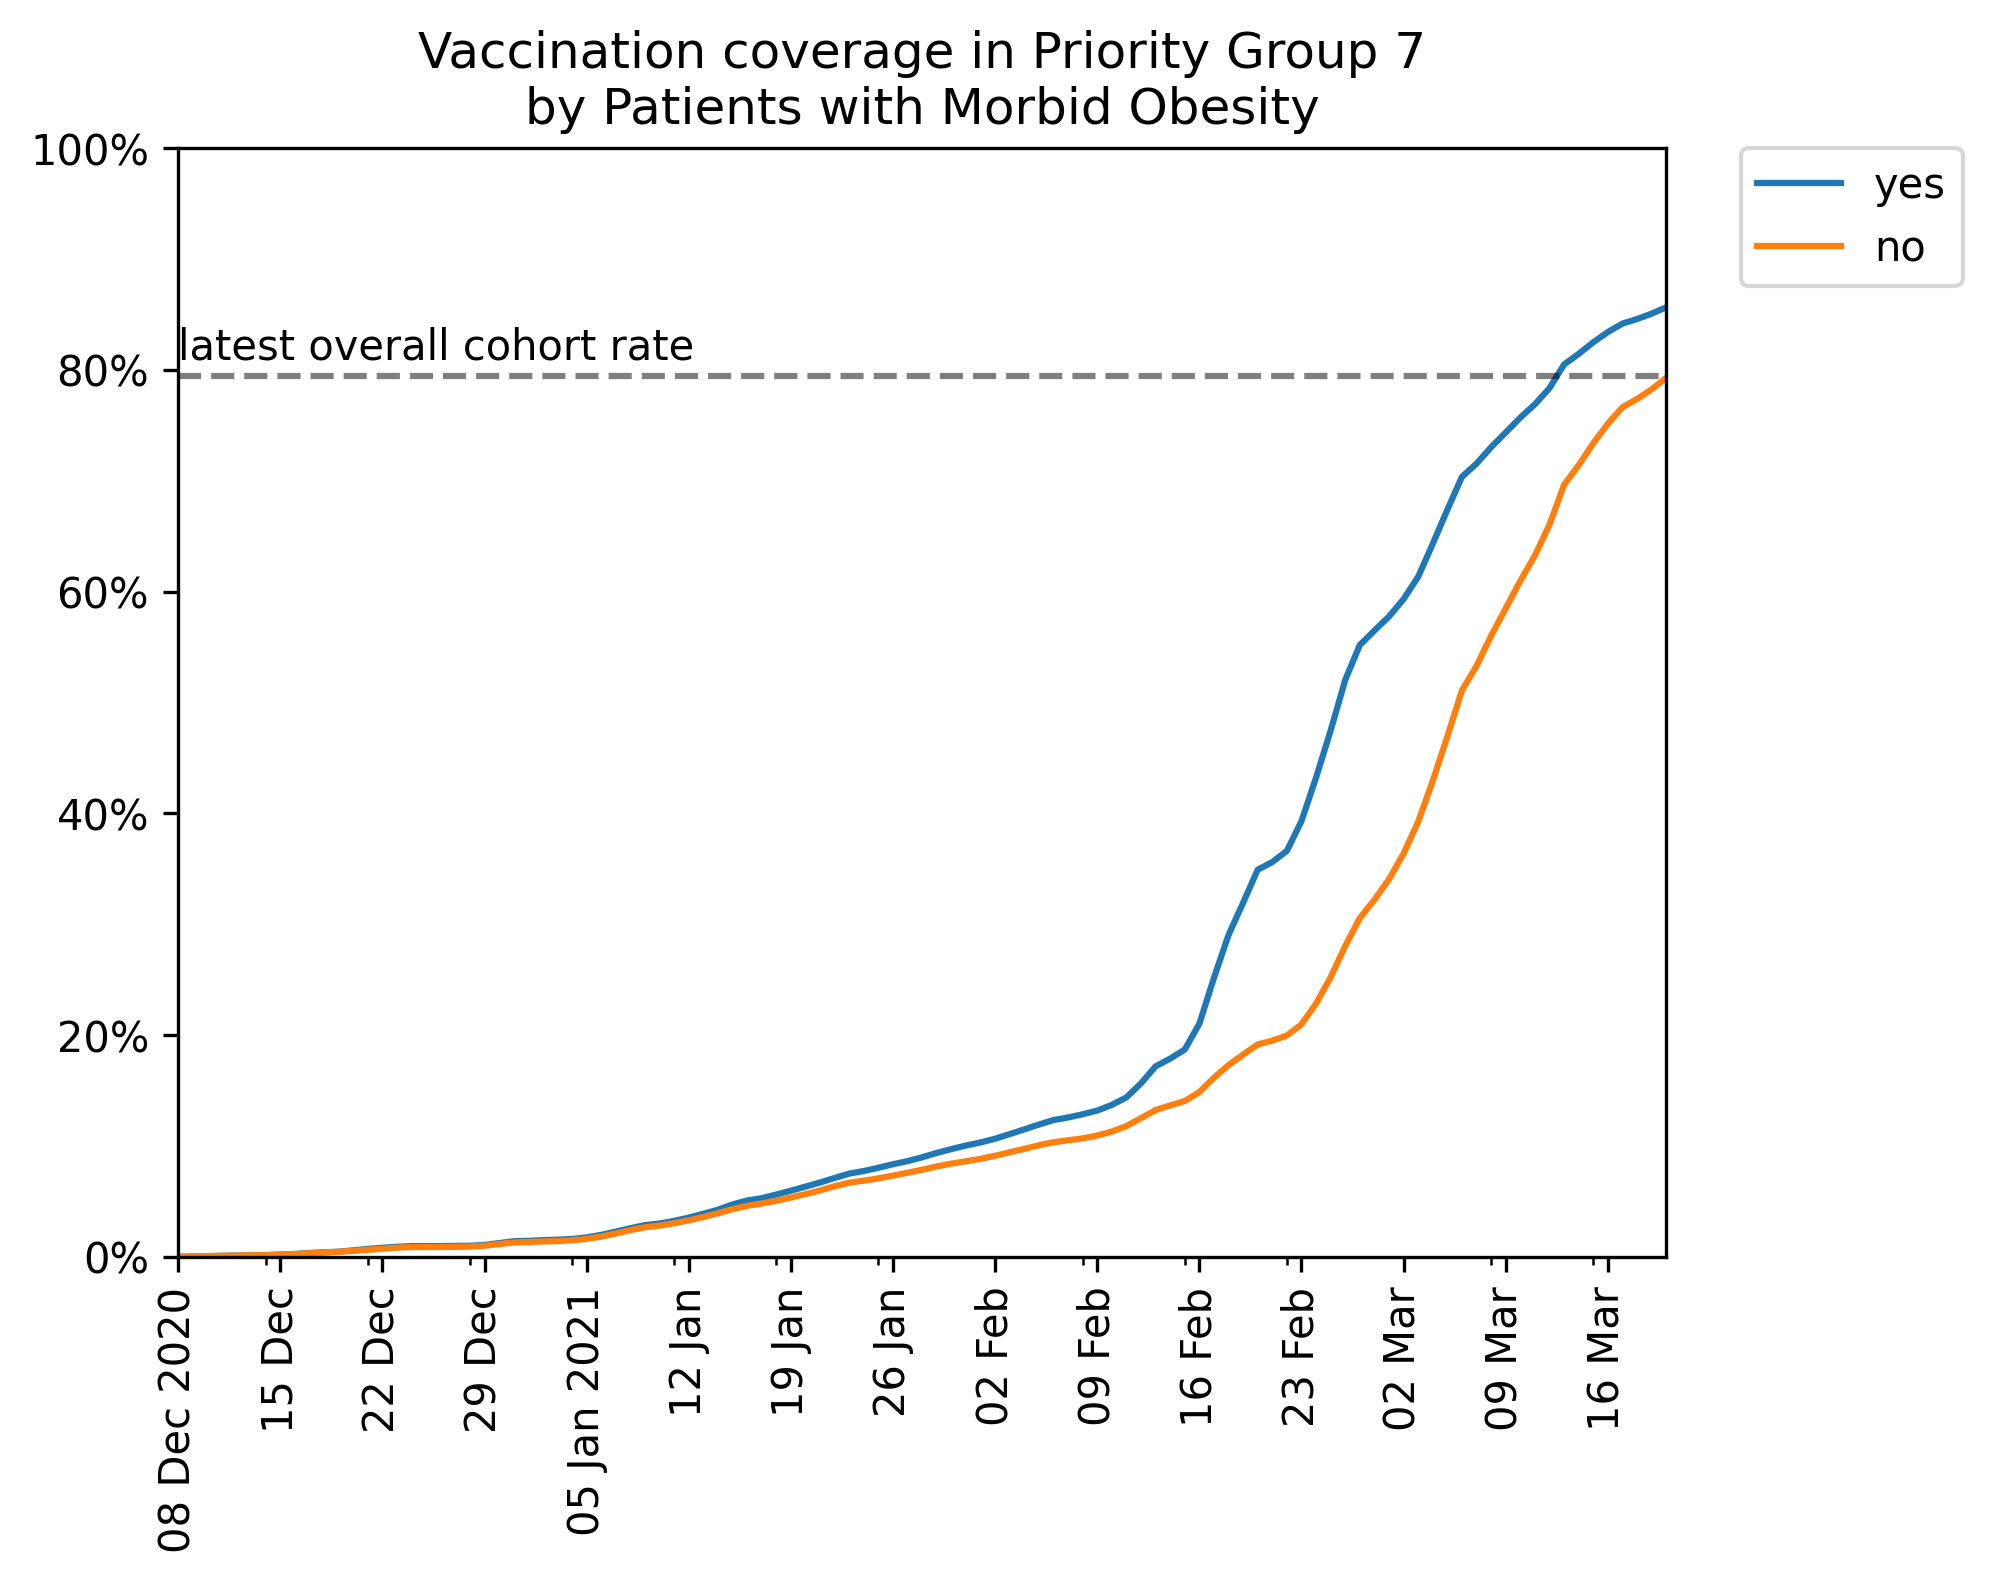 Vaccination coverage in Priority Group 7
by Patients with Morbid Obesity
100%
80%
60%
40%
20%
0%
latest overall cohort rate
yes
no
08 Dec 2020
15 Dec
22 Dec
29 Dec
05 Jan 2021
12 Jan
19 Jan
26 Jan
02 Feb
09 Feb
16 Feb
23 Feb
02 Mar
09 Mar
16 Mar